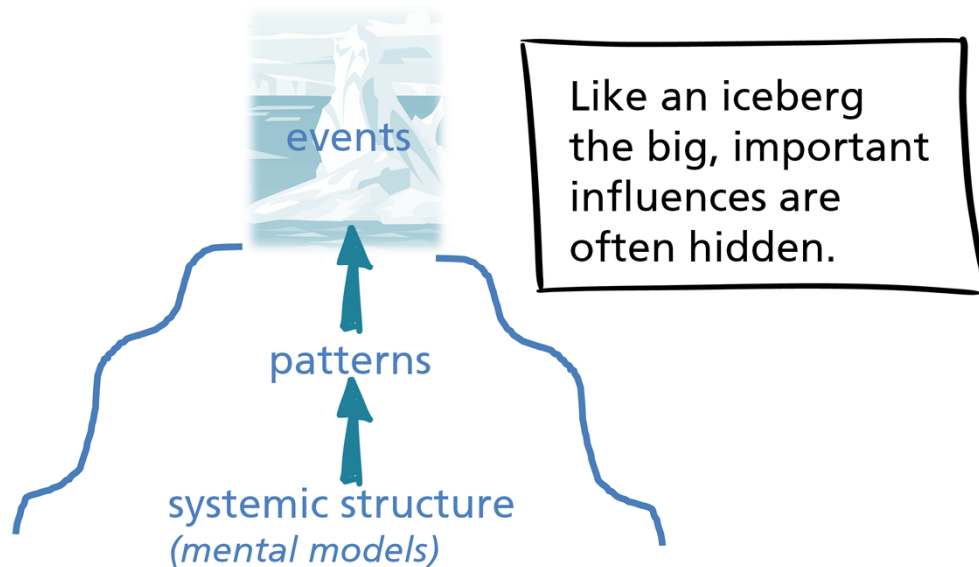 events
Like an iceberg
the big, important
influences are
often hidden.
patterns
systemic structure
(mental models)